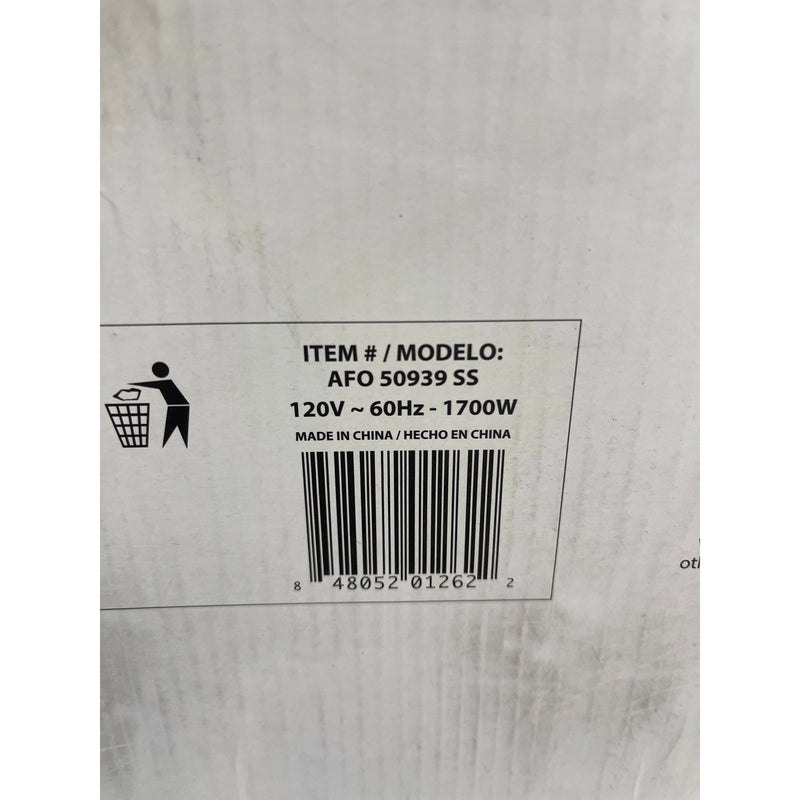 ITEM # / MODELO:
AFO 50939 SS
120V ~ 60Hz - 1700W
MADE IN CHINA / HECHO EN CHINA
8 48052 01262 2